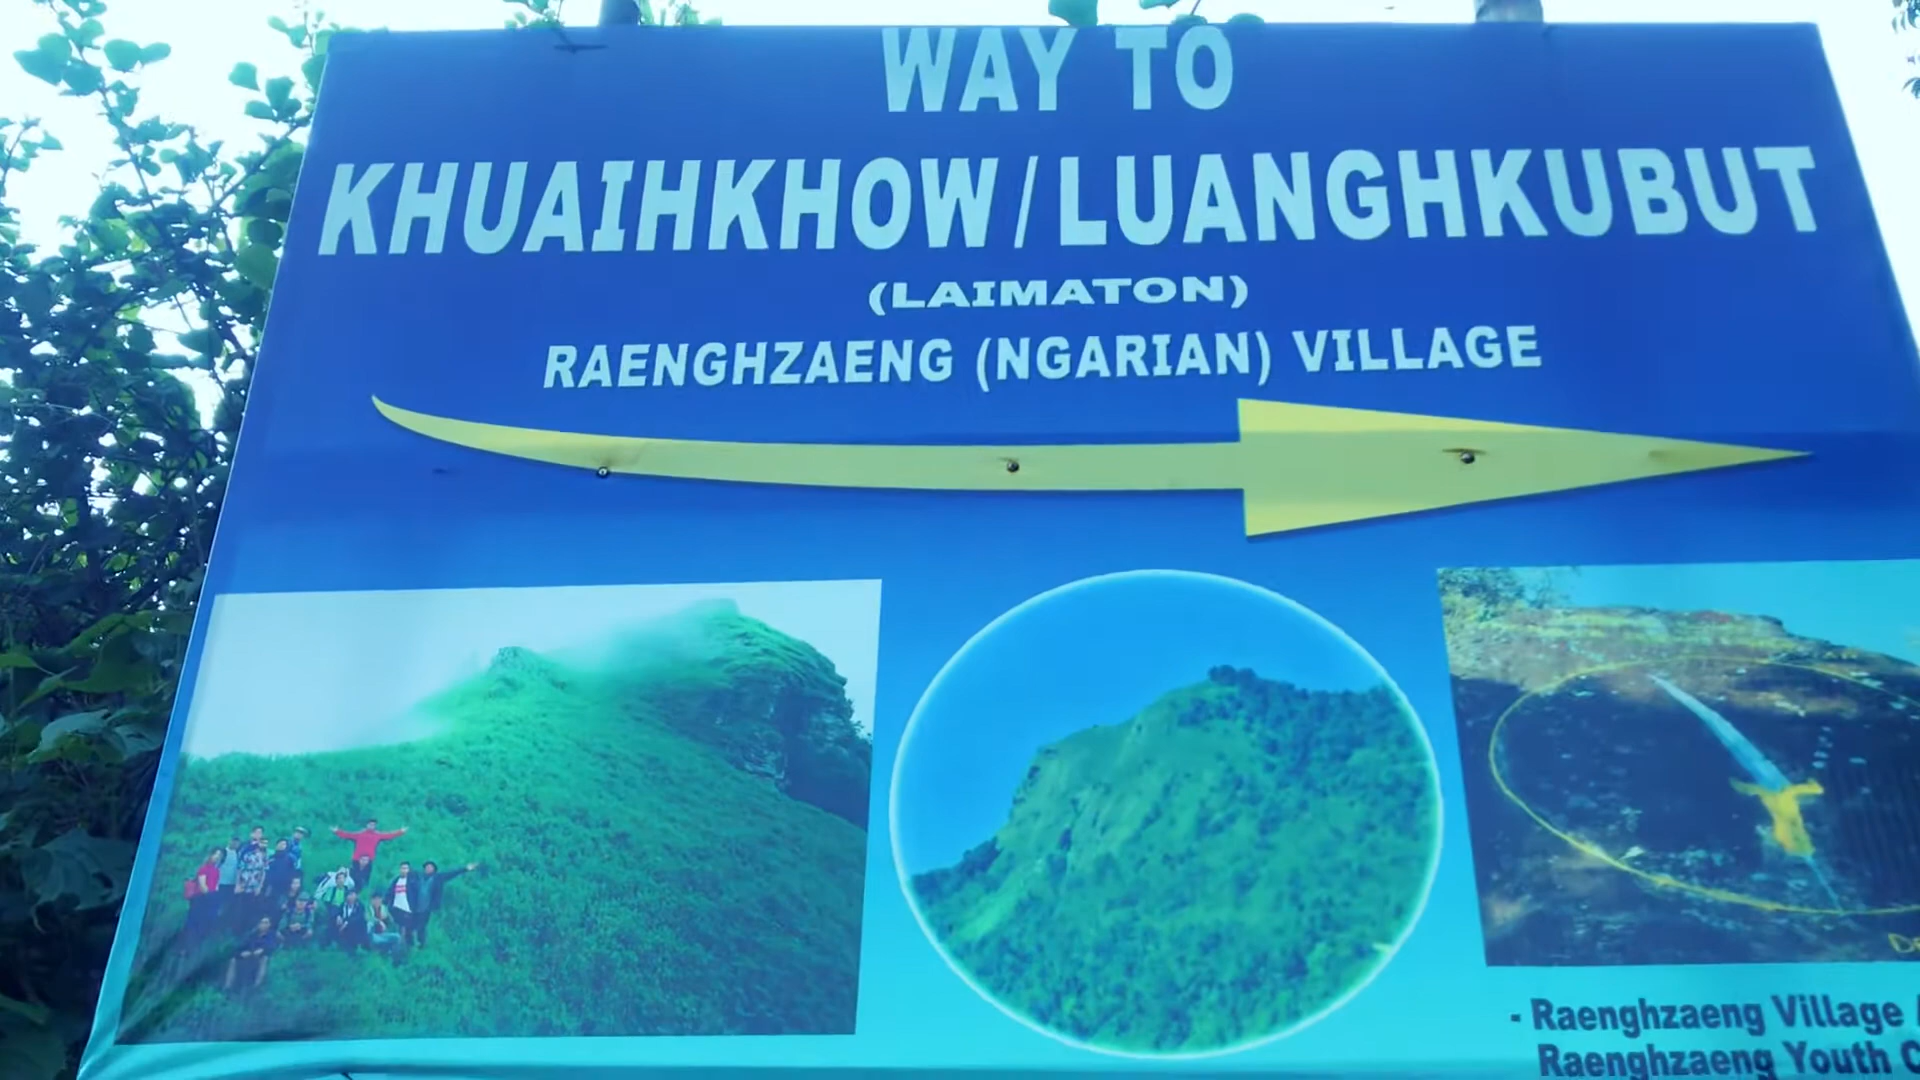 WAY TO
KHUAIHKHOW/LUANGHKUBUT
(LAIMATON)
RAENGHZAENG (NGARIAN) VILLAGE
- Raenghzaeng Village
Raenghzaeng Youth